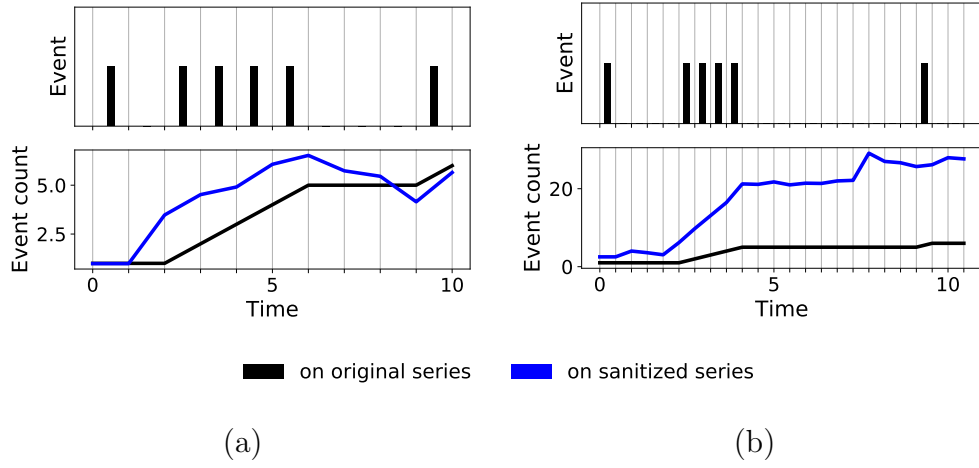 Event
Event
5.0
2.5
Event count
0
5
10
Time
20
0
Event count
0
5
10
Time
on original series
on sanitized series
(a)
(b)